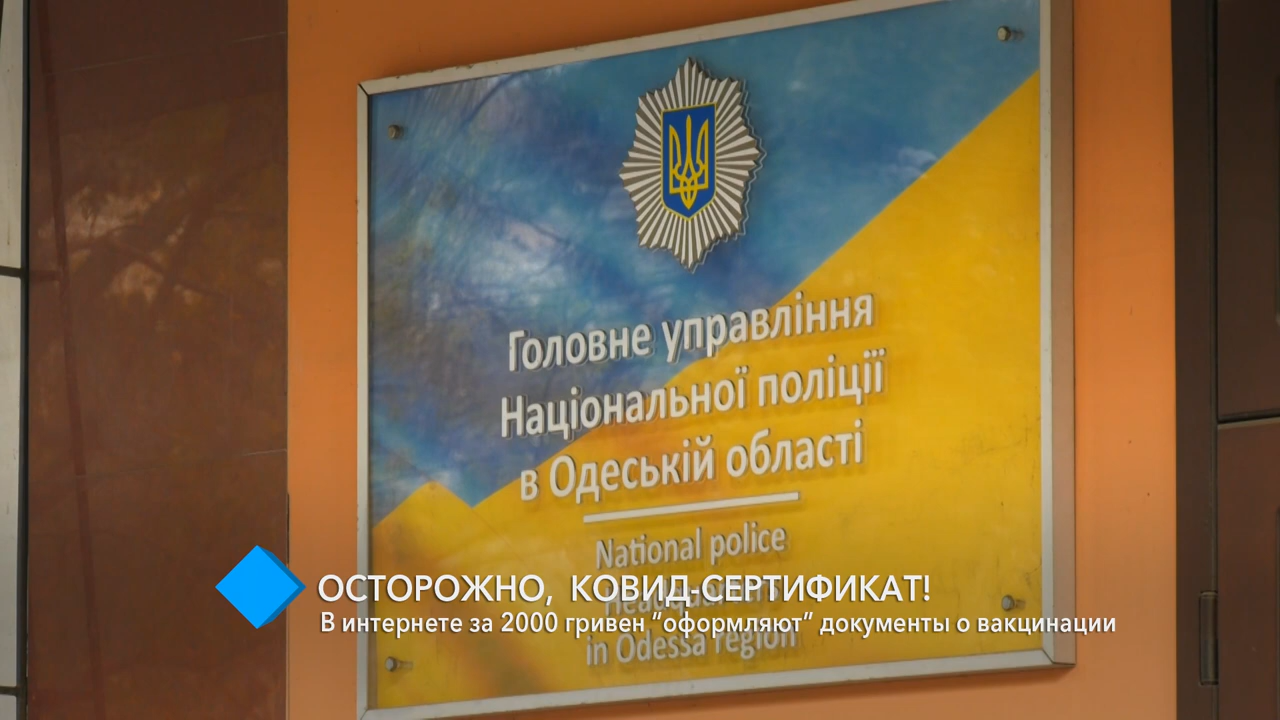 Головне управління
Національної поліції
в Одеській області
National police
Headquarters
in Odessa region
ОСТОРОЖНО, КОВИД-СЕРТИФИКАТ!
В интернете за 2000 гривен “оформляют” документы о вакцинации